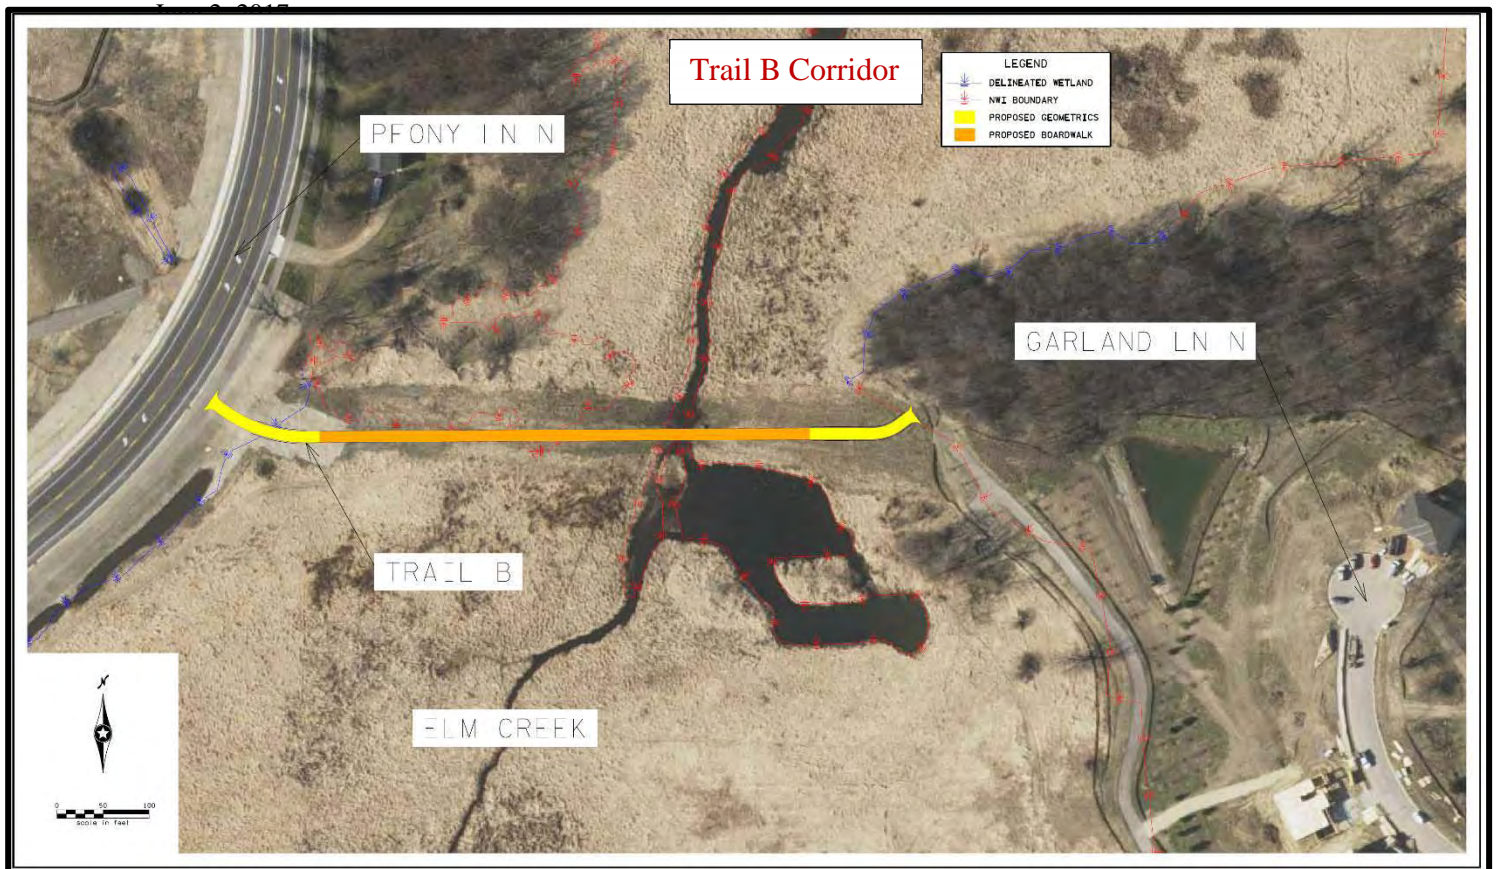 Trail B Corridor
LEGEND
DELINEATED WETLAND
NWI BOUNDARY
PROPOSED GEOMETRICS
PROPOSED BOARDWALK
PEONY LN N
GARLAND LN N
TRAIL B
ELM CREEK
N
0 50 100
scale in feet